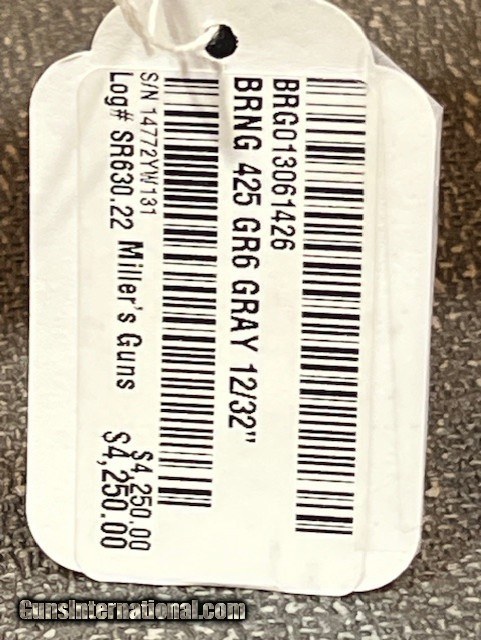 BRG013061426
BRNG 425 GR6 GRAY 12/32"
S/N 14772YW131
$4,250.00
Log# SR630.22 Miller's Guns $4,250.00
GunsInternational.com